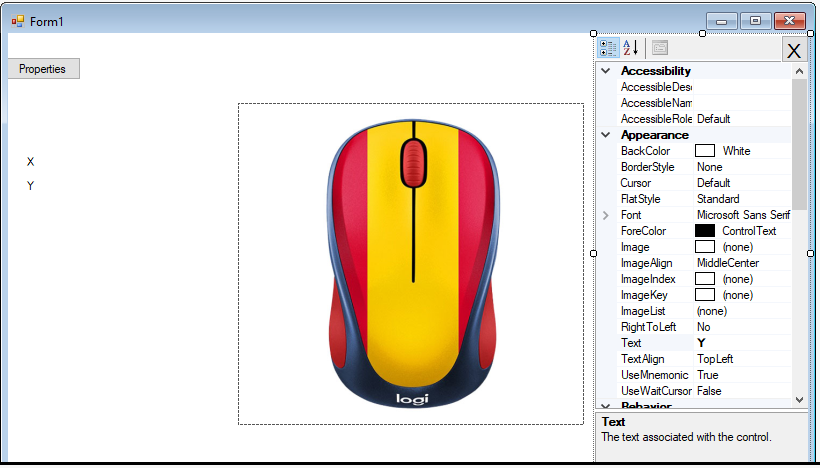 Form1
X
Properties
X
Y
logi
Accessibility
AccessibleDes
AccessibleNam
AccessibleRole Default
Appearance
BackColor White
BorderStyle None
Cursor Default
FlatStyle Standard
Font Microsoft Sans Serif
ForeColor ControlText
Image (none)
ImageAlign MiddleCenter
ImageIndex (none)
ImageKey (none)
ImageList (none)
RightToLeft No
Text Y
TextAlign TopLeft
UseMnemonic True
UseWaitCursor False
Behavior
Text
The text associated with the control.